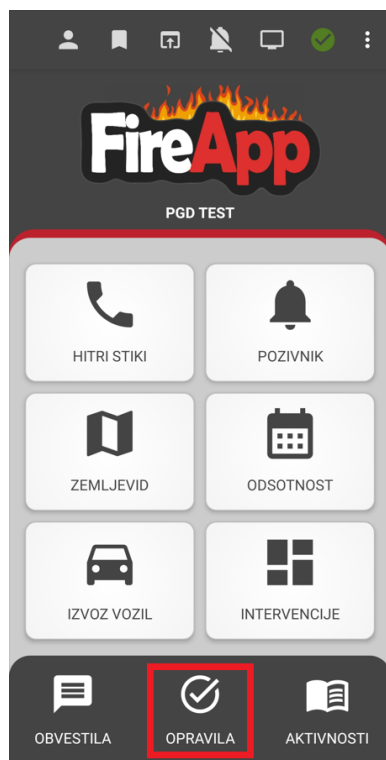 FireApp
PGD TEST
HITRI STIKI
POZIVNIK
ZEMLJEVID
ODSOTNOST
IZVOZ VOZIL
INTERVENCIJE
OBVESTILA
OPRAVILA
AKTIVNOSTI